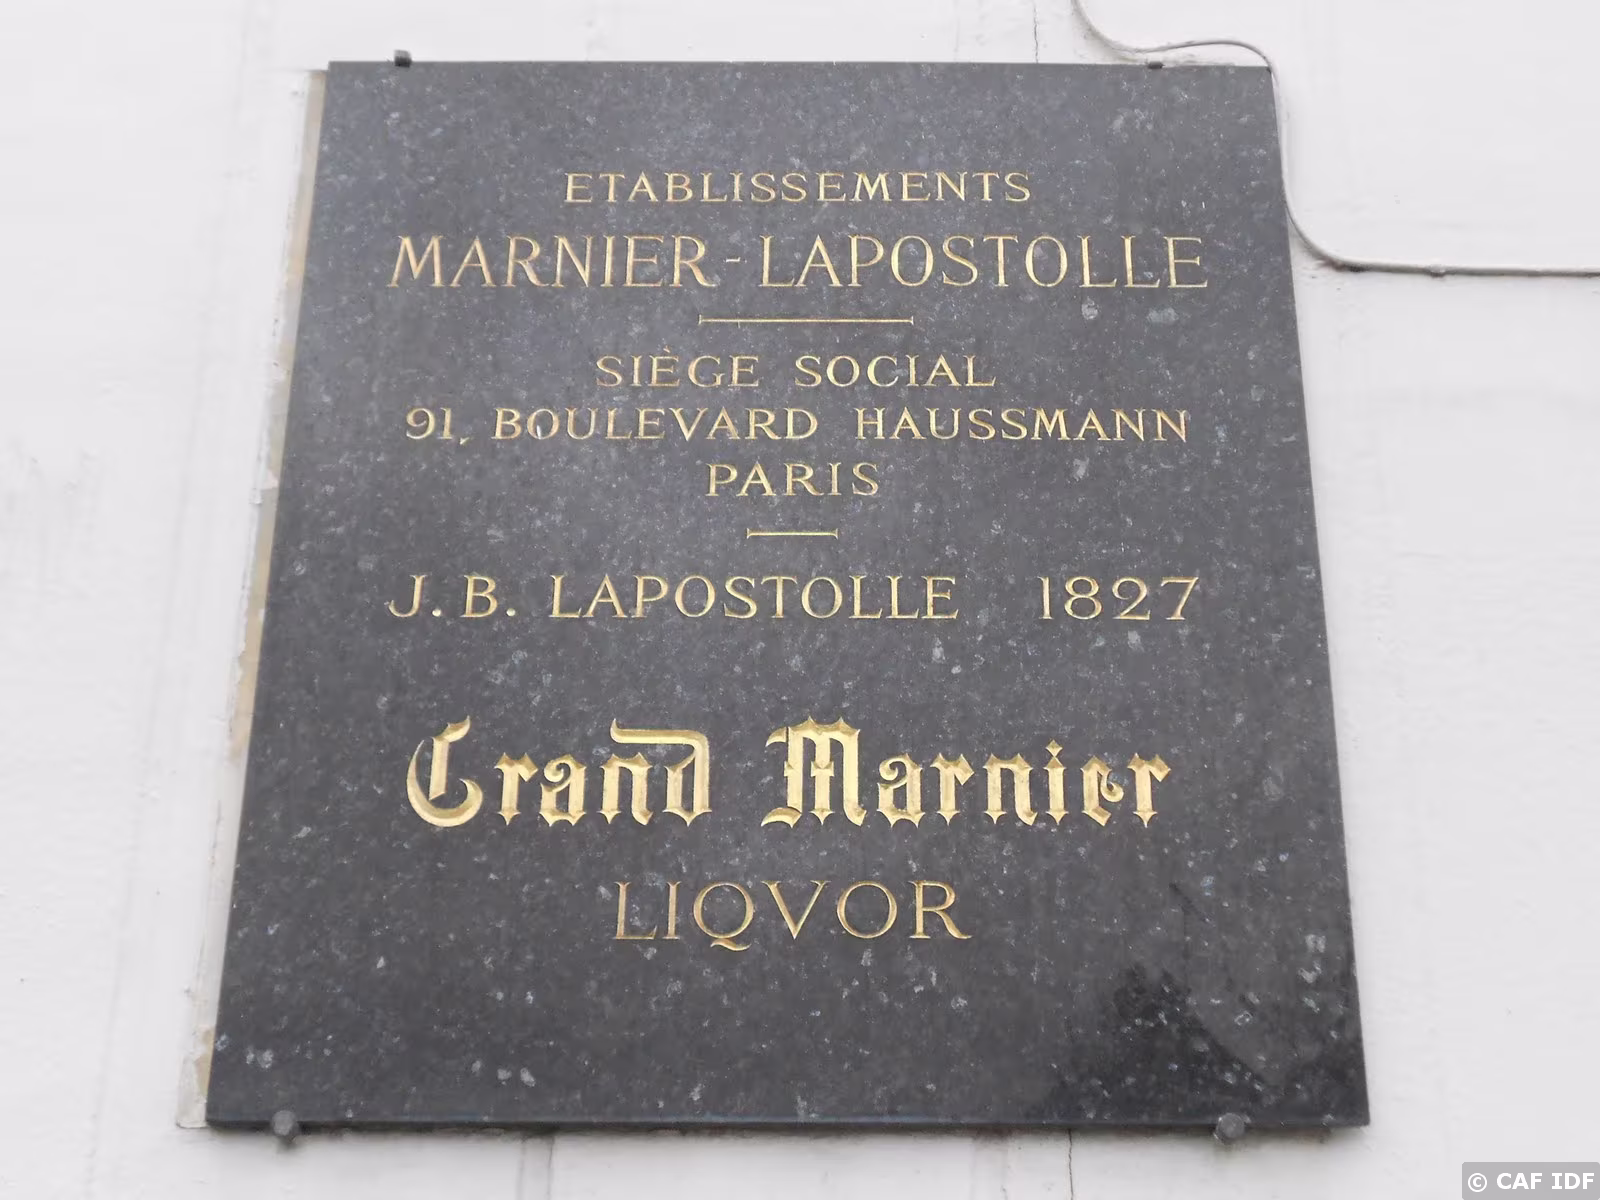 ETABLISSEMENTS
MARNIER-LAPOSTOLLE
SIÈGE SOCIAL
91, BOULEVARD HAUSSMANN
PARIS
J.B. LAPOSTOLLE 1827
Grand Marnier
LIQVOR
© CAF IDF